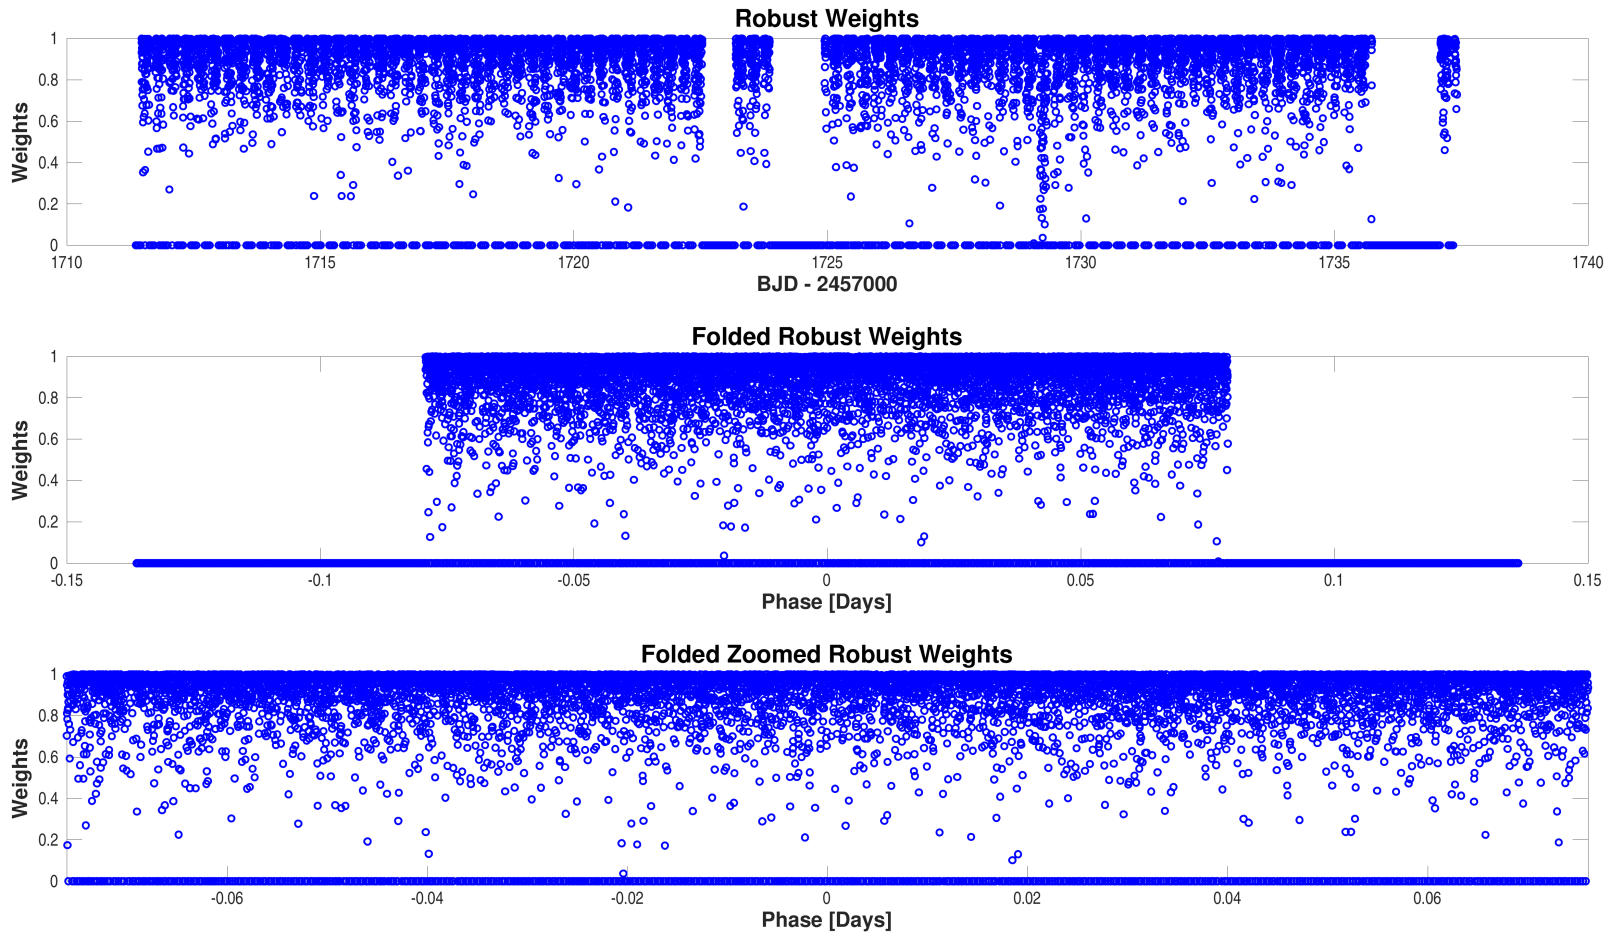 Robust Weights
1
0.8
0.6
0.4
0.2
0
Weights
1710 1715 1720 1725 1730 1735 1740
BJD - 2457000
Folded Robust Weights
1
0.8
0.6
0.4
0.2
0
Weights
-0.15 -0.1 -0.05 0 0.05 0.1 0.15
Phase [Days]
Folded Zoomed Robust Weights
1
0.8
0.6
0.4
0.2
0
Weights
-0.06 -0.04 -0.02 0 0.02 0.04 0.06
Phase [Days]